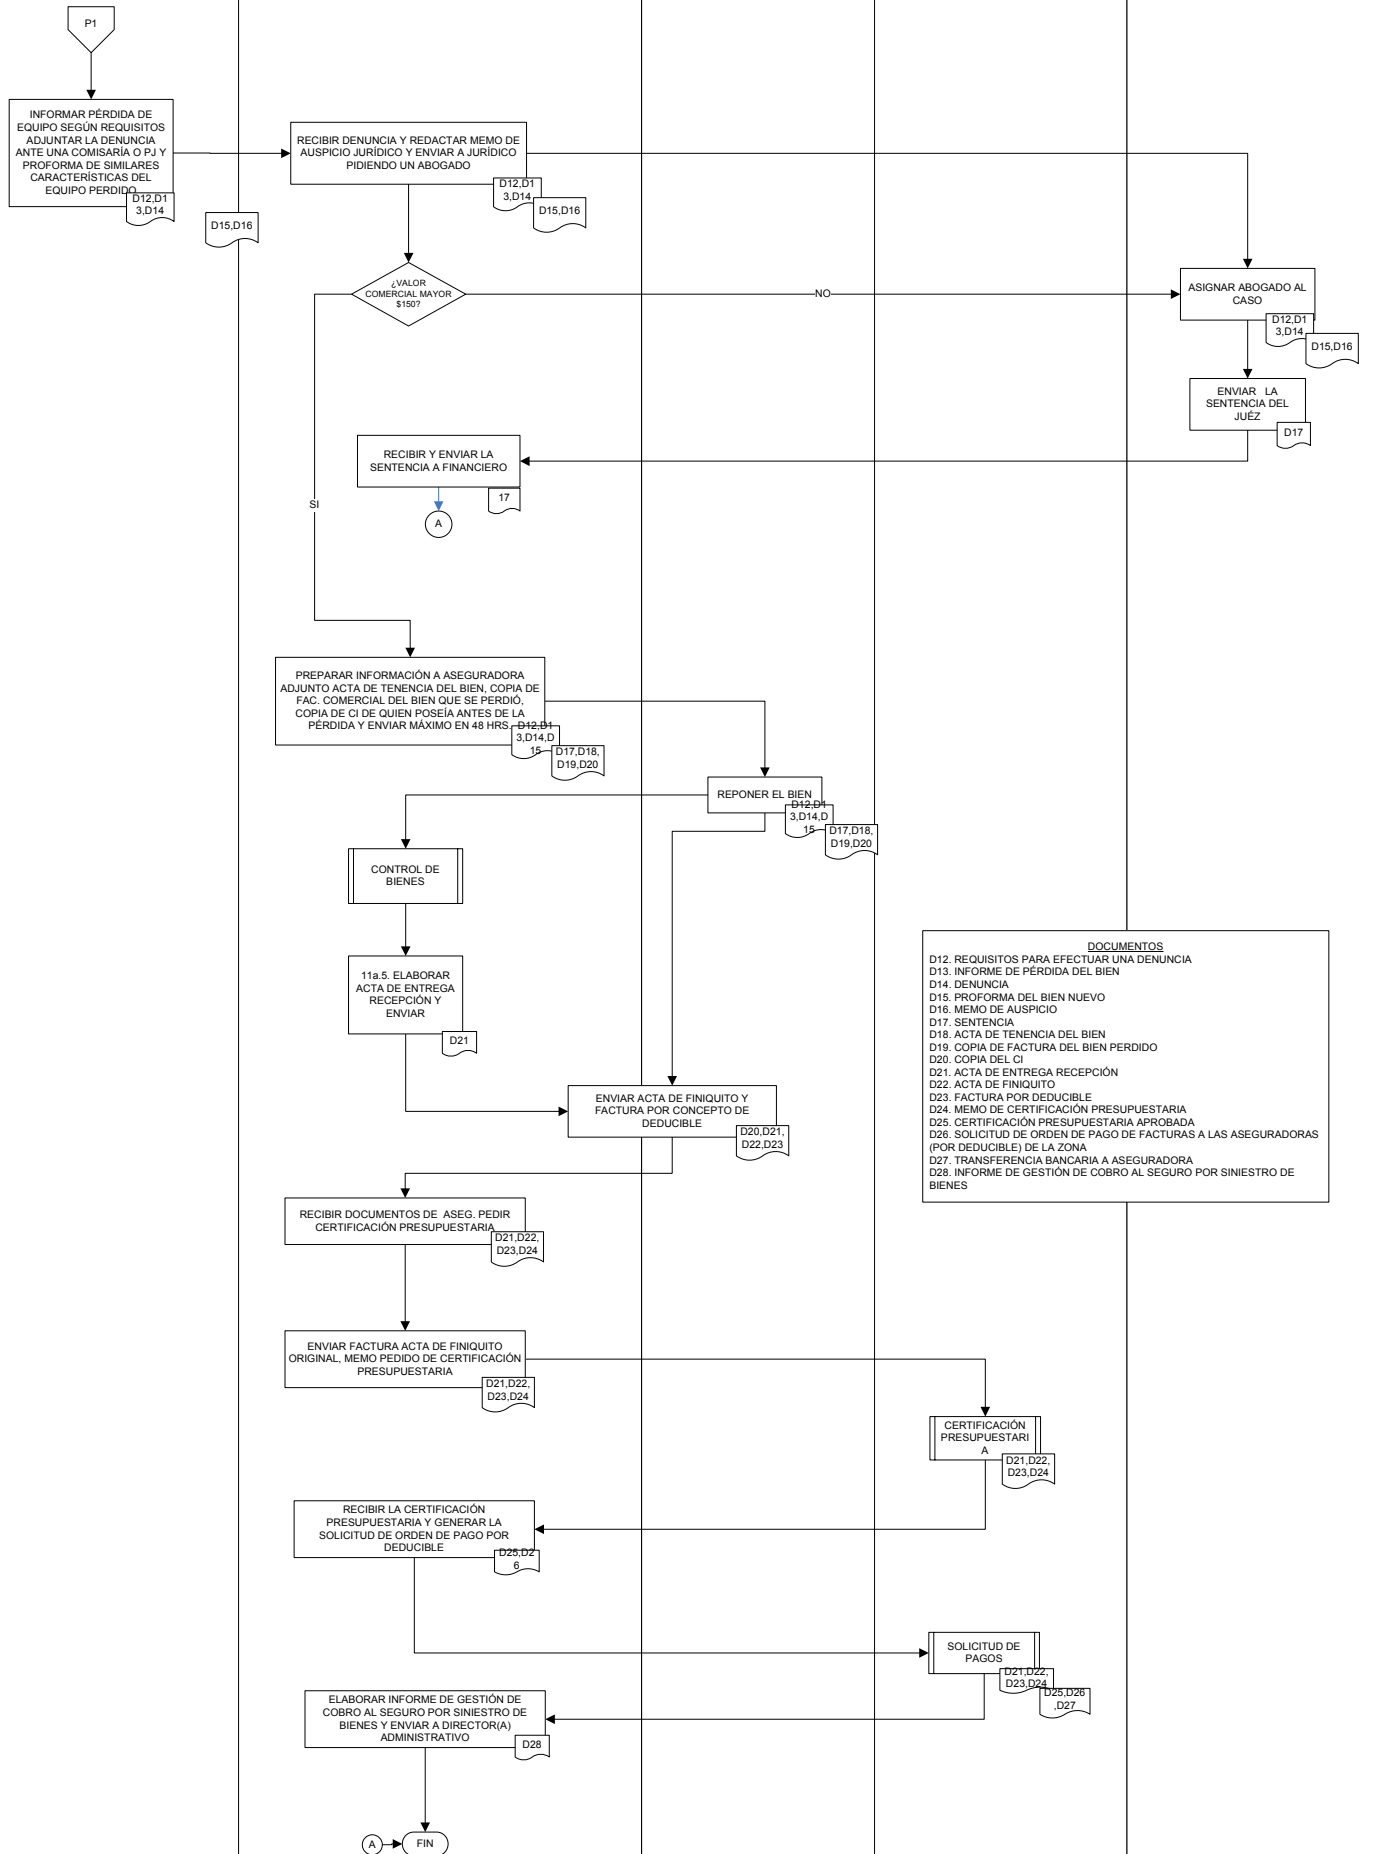 P1
INFORMAR PÉRDIDA DE
EQUIPO SEGÚN REQUISITOS
ADJUNTAR LA DENUNCIA
ANTE UNA COMISARÍA O PJ Y
PROFORMA DE SIMILARES
CARACTERÍSTICAS DEL
EQUIPO PERDIDO
D12,D1
3,D14
D15,D16
RECIBIR DENUNCIA Y REDACTAR MEMO DE
AUSPICIO JURÍDICO Y ENVIAR A JURÍDICO
PIDIENDO UN ABOGADO
D12,D1
3,D14
D15,D16
¿VALOR
COMERCIAL MAYOR
$150?
NO
ASIGNAR ABOGADO AL
CASO
D12,D1
3,D14
D15,D16
ENVIAR LA
SENTENCIA DEL
JUÉZ
D17
RECIBIR Y ENVIAR LA
SENTENCIA A FINANCIERO
17
A
SI
PREPARAR INFORMACIÓN A ASEGURADORA
ADJUNTO ACTA DE TENENCIA DEL BIEN, COPIA DE
FAC. COMERCIAL DEL BIEN QUE SE PERDIÓ,
COPIA DE CI DE QUIEN POSEÍA ANTES DE LA
PÉRDIDA Y ENVIAR MÁXIMO EN 48 HRS.
D12,D1
3,D14,D
15
D17,D18,
D19,D20
REPONER EL BIEN
D12,D1
3,D14,D
15
D17,D18,
D19,D20
CONTROL DE
BIENES
11a.5. ELABORAR
ACTA DE ENTREGA
RECEPCIÓN Y
ENVIAR
D21
DOCUMENTOS
D12. REQUISITOS PARA EFECTUAR UNA DENUNCIA
D13. INFORME DE PÉRDIDA DEL BIEN
D14. DENUNCIA
D15. PROFORMA DEL BIEN NUEVO
D16. MEMO DE AUSPICIO
D17. SENTENCIA
D18. ACTA DE TENENCIA DEL BIEN
D19. COPIA DE FACTURA DEL BIEN PERDIDO
D20. COPIA DEL CI
D21. ACTA DE ENTREGA RECEPCIÓN
D22. ACTA DE FINIQUITO
D23. FACTURA POR DEDUCIBLE
D24. MEMO DE CERTIFICACIÓN PRESUPUESTARIA
D25. CERTIFICACIÓN PRESUPUESTARIA APROBADA
D26. SOLICITUD DE ORDEN DE PAGO DE FACTURAS A LAS ASEGURADORAS
(POR DEDUCIBLE) DE LA ZONA
D27. TRANSFERENCIA BANCARIA A ASEGURADORA
D28. INFORME DE GESTIÓN DE COBRO AL SEGURO POR SINIESTRO DE
BIENES
ENVIAR ACTA DE FINIQUITO Y
FACTURA POR CONCEPTO DE
DEDUCIBLE
D20,D21,
D22,D23
RECIBIR DOCUMENTOS DE ASEG. PEDIR
CERTIFICACIÓN PRESUPUESTARIA
D21,D22,
D23,D24
ENVIAR FACTURA ACTA DE FINIQUITO
ORIGINAL, MEMO PEDIDO DE CERTIFICACIÓN
PRESUPUESTARIA
D21,D22,
D23,D24
CERTIFICACIÓN
PRESUPUESTARI
A
D21,D22,
D23,D24
RECIBIR LA CERTIFICACIÓN
PRESUPUESTARIA Y GENERAR LA
SOLICITUD DE ORDEN DE PAGO POR
DEDUCIBLE
D25,D2
6
SOLICITUD DE
PAGOS
D21,D22,
D23,D24
D25,D26
,D27
ELABORAR INFORME DE GESTIÓN DE
COBRO AL SEGURO POR SINIESTRO DE
BIENES Y ENVIAR A DIRECTOR(A)
ADMINISTRATIVO
D28
A
FIN